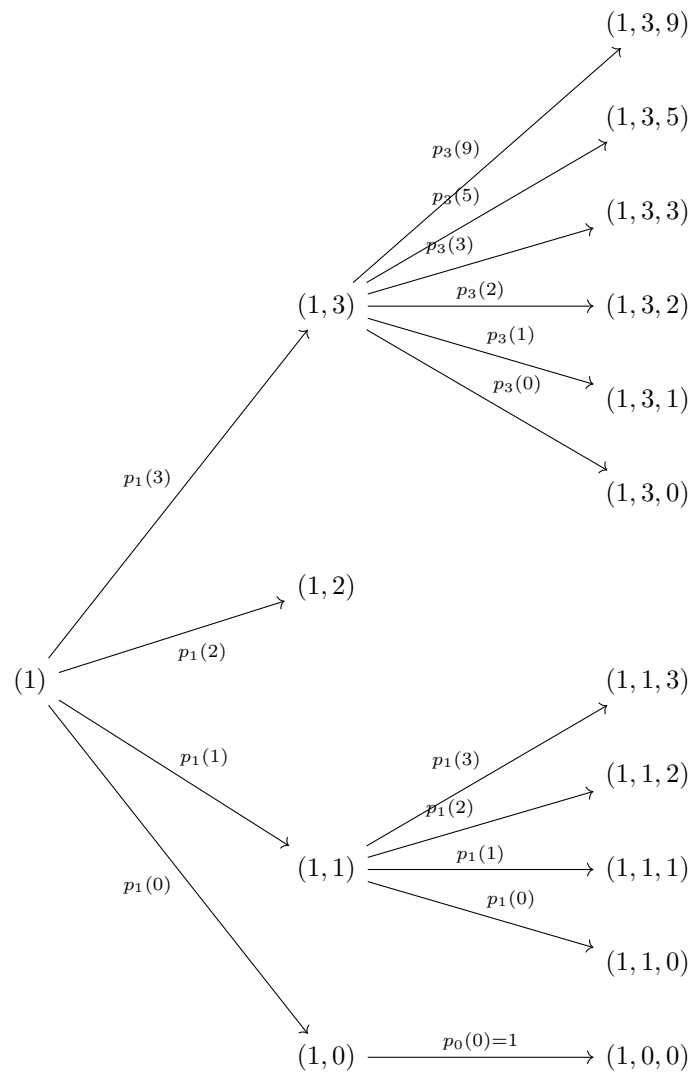 (1, 3, 9)
(1, 3, 5)
p₃(9)
p₃(5)
(1, 3, 3)
p₃(3)
p₃(2)
(1, 3)
(1, 3, 2)
p₃(1)
p₃(0)
(1, 3, 1)
p₁(3)
(1, 3, 0)
(1, 2)
p₁(2)
(1)
(1, 1, 3)
p₁(1)
p₁(3)
(1, 1, 2)
p₁(2)
p₁(1)
(1, 1)
(1, 1, 1)
p₁(0)
p₁(0)
(1, 1, 0)
p₀(0)=1
(1, 0)
(1, 0, 0)